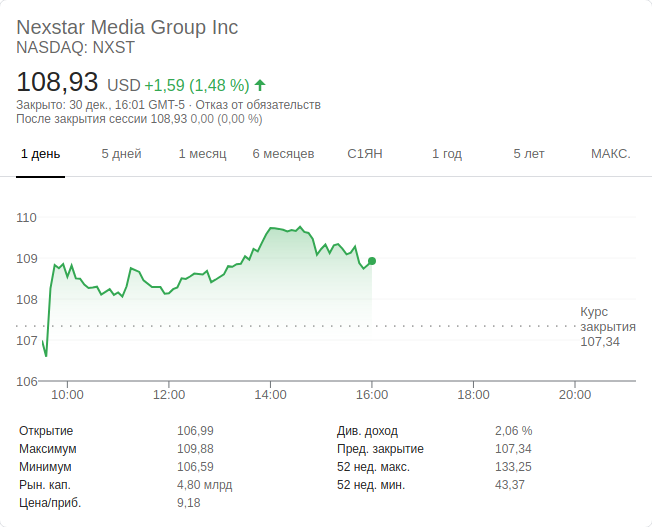 Nexstar Media Group Inc
NASDAQ: NXST
108,93 USD +1,59 (1,48 %)
Закрыто: 30 дек., 16:01 GMT-5 · Отказ от обязательств
После закрытия сессии 108,93 0,00 (0,00 %)
1 день 5 дней 1 месяц 6 месяцев С1ЯН 1 год 5 лет МАКС.
110
109
108
Курс
закрытия
107,34
107
106
10:00 12:00 14:00 16:00 18:00 20:00
Открытие 106,99 Див. доход 2,06 %
Максимум 109,88 Пред. закрытие 107,34
Минимум 106,59 52 нед. макс. 133,25
Рын. кап. 4,80 млрд 52 нед. мин. 43,37
Цена/приб. 9,18